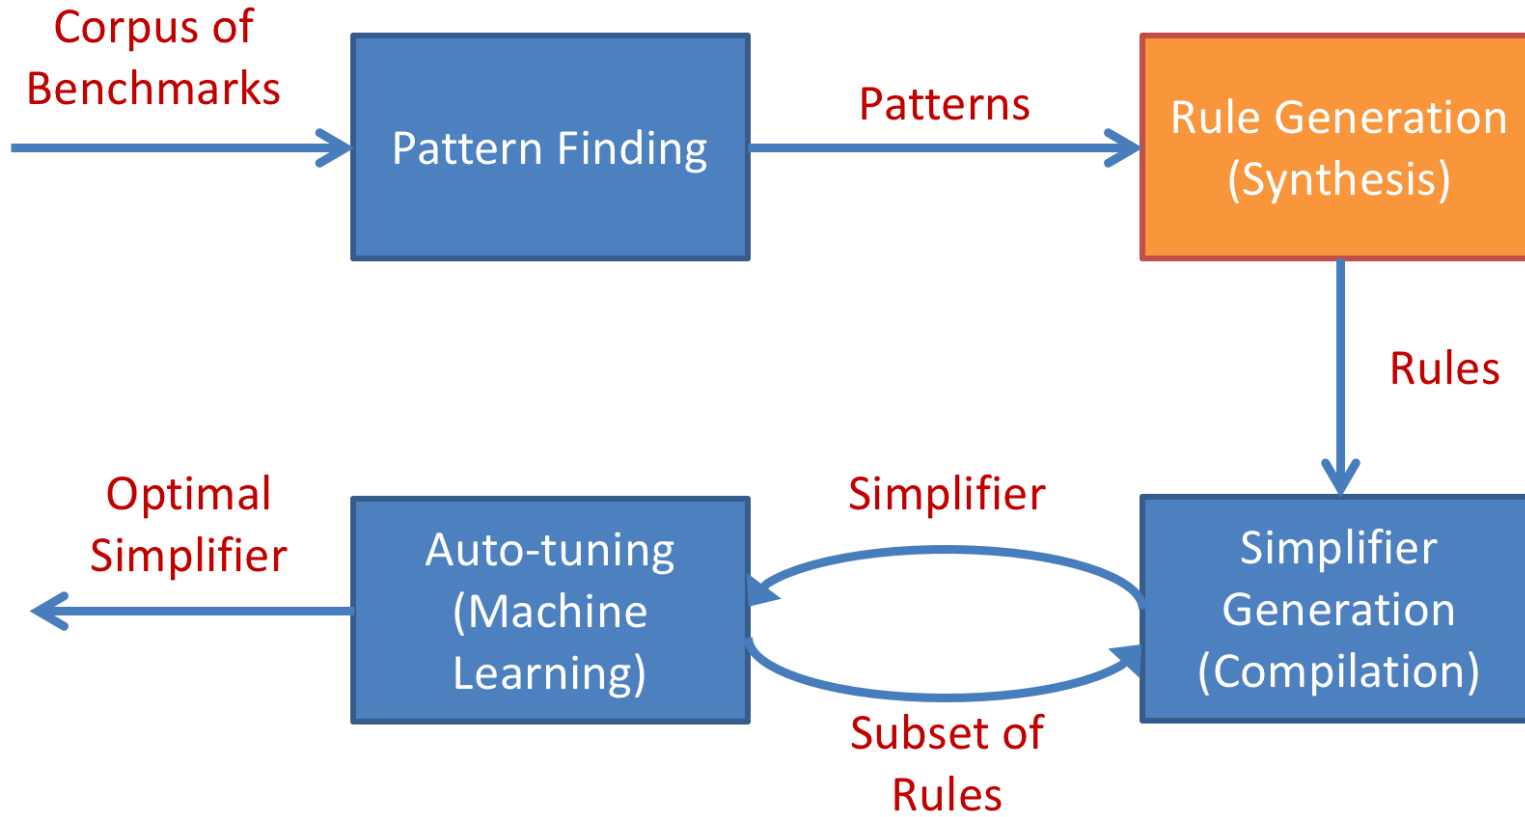 Corpus of
Benchmarks
Pattern Finding
Patterns
Rule Generation
(Synthesis)
Rules
Optimal
Simplifier
Auto-tuning
(Machine
Learning)
Simplifier
Subset of
Rules
Simplifier
Generation
(Compilation)